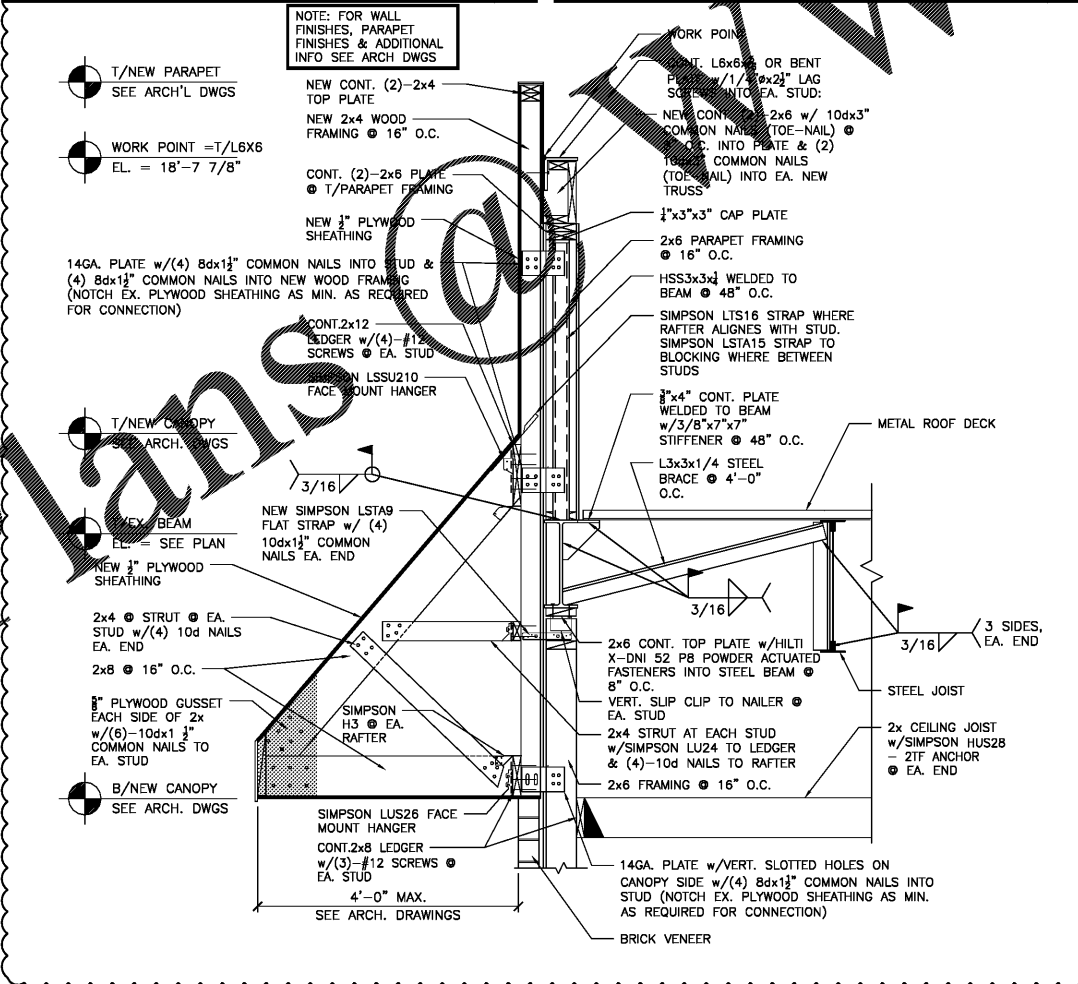 NOTE: FOR WALL
FINISHES, PARAPET
FINISHES & ADDITIONAL
INFO SEE ARCH DWGS
T/NEW PARAPET
SEE ARCH'L DWGS
WORK POINT =T/L6X6
EL. = 18'-7 7/8"
NEW CONT. (2)-2x4
TOP PLATE
NEW 2x4 WOOD
FRAMING @ 16" O.C.
CONT. (2)-2x6 PLATE
@ T/PARAPET FRAMING
NEW ½" PLYWOOD
SHEATHING
14GA. PLATE w/(4) 8dx1½" COMMON NAILS INTO STUD &
(4) 8dx1½" COMMON NAILS INTO NEW WOOD FRAMING
(NOTCH EX. PLYWOOD SHEATHING AS MIN. AS REQUIRED
FOR CONNECTION)
CONT.2x12
LEDGER w/(4)-#12
SCREWS @ EA. STUD
SIMPSON LSSU210
FACE MOUNT HANGER
T/NEW CANOPY
SEE ARCH. DWGS
3/16
T/EX. BEAM
EL. = SEE PLAN
NEW SIMPSON LSTA9
FLAT STRAP w/ (4)
10dx1½" COMMON
NAILS EA. END
NEW ½" PLYWOOD
SHEATHING
2x4 @ STRUT @ EA.
STUD w/(4) 10d NAILS
EA. END
2x8 @ 16" O.C.
⅝" PLYWOOD GUSSET
EACH SIDE OF 2x
w/(6)-10dx1 ½"
COMMON NAILS TO
EA. STUD
SIMPSON
H3 @ EA.
RAFTER
B/NEW CANOPY
SEE ARCH. DWGS
SIMPSON LUS26 FACE
MOUNT HANGER
CONT.2x8 LEDGER
w/(3)-#12 SCREWS @
EA. STUD
4'-0" MAX.
SEE ARCH. DRAWINGS
WORK POINT
CONT. L6x6x OR BENT
PLATE w/1/4"øx2½" LAG
SCREWS INTO EA. STUD:
NEW CONT (2)-2x6 w/ 10dx3"
COMMON NAILS (TOE-NAIL) @
O.C. INTO PLATE & (2)
10dx3" COMMON NAILS
(TOE-NAIL) INTO EA. NEW
TRUSS
¼"x3"x3" CAP PLATE
2x6 PARAPET FRAMING
@ 16" O.C.
HSS3x3x¼ WELDED TO
BEAM @ 48" O.C.
SIMPSON LTS16 STRAP WHERE
RAFTER ALIGNES WITH STUD.
SIMPSON LSTA15 STRAP TO
BLOCKING WHERE BETWEEN
STUDS
⅜"x4" CONT. PLATE
WELDED TO BEAM
w/3/8"x7"x7"
STIFFENER @ 48" O.C.
METAL ROOF DECK
L3x3x1/4 STEEL
BRACE @ 4'-0"
O.C.
3/16
3/16
3 SIDES,
EA. END
2x6 CONT. TOP PLATE w/HILTI
X-DNI 52 P8 POWDER ACTUATED
FASTENERS INTO STEEL BEAM @
8" O.C.
VERT. SLIP CLIP TO NAILER @
EA. STUD
2x4 STRUT AT EACH STUD
w/SIMPSON LU24 TO LEDGER
& (4)-10d NAILS TO RAFTER
2x6 FRAMING @ 16" O.C.
STEEL JOIST
2x CEILING JOIST
w/SIMPSON HUS28
- 2TF ANCHOR
@ EA. END
14GA. PLATE w/VERT. SLOTTED HOLES ON
CANOPY SIDE w/(4) 8dx1½" COMMON NAILS INTO
STUD (NOTCH EX. PLYWOOD SHEATHING AS MIN.
AS REQUIRED FOR CONNECTION)
BRICK VENEER
lans @ w